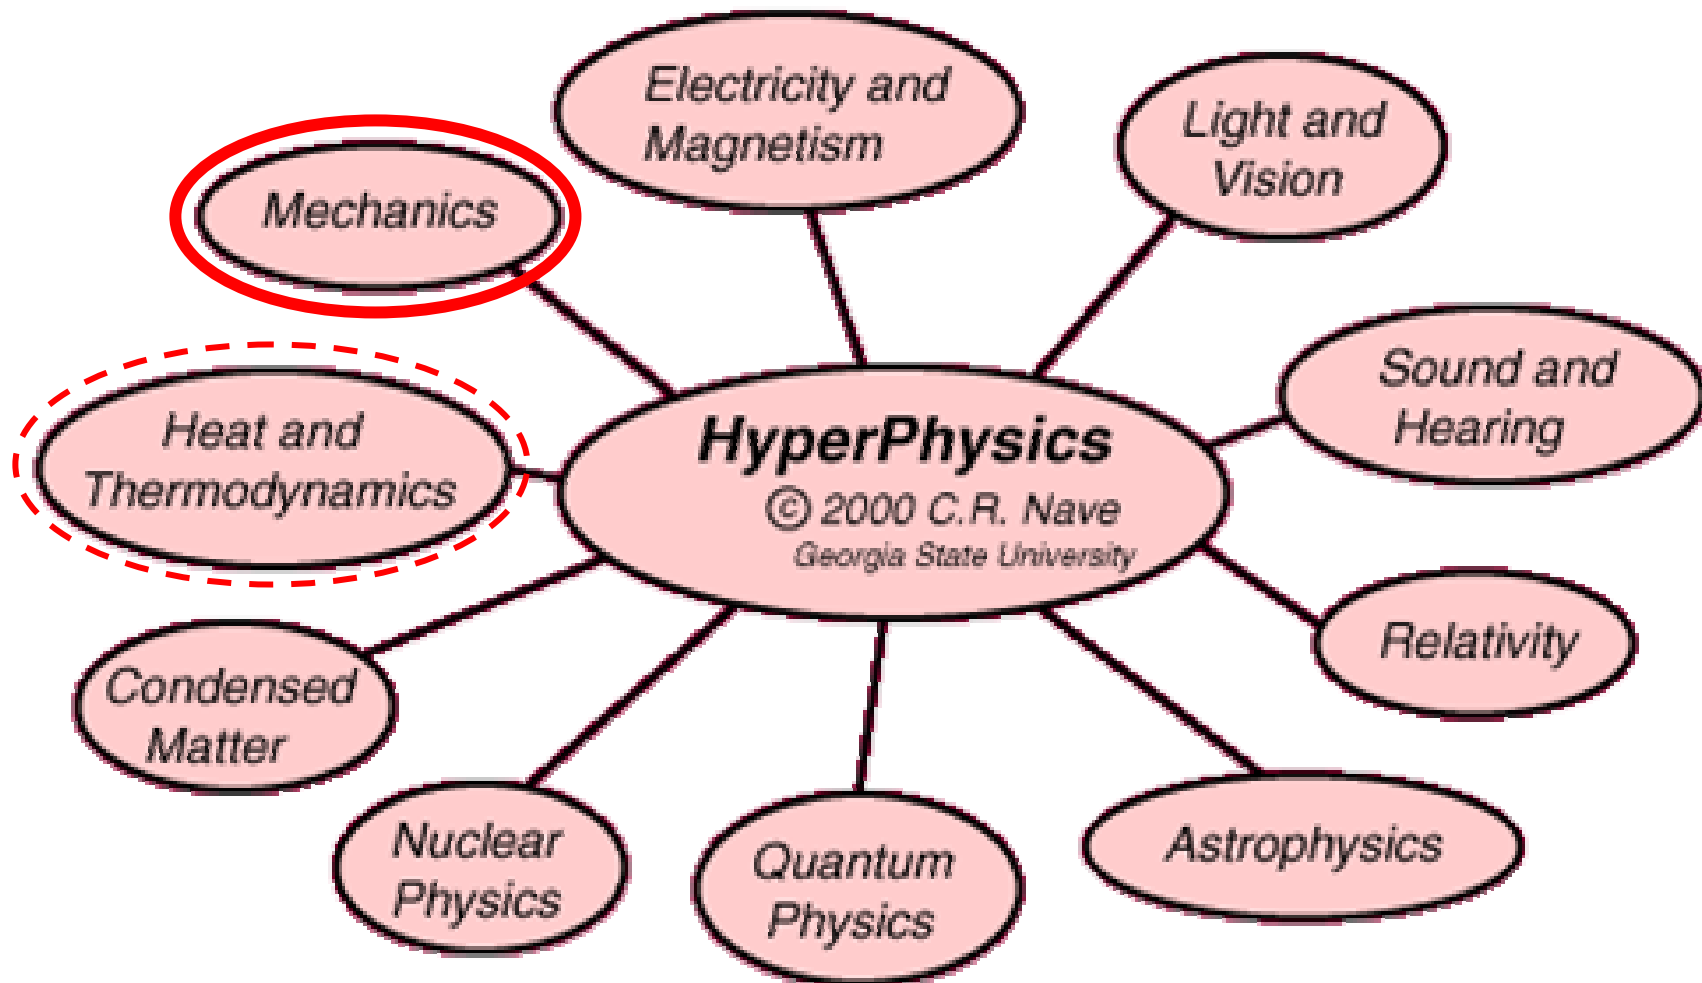 Electricity and
Magnetism
Light and
Vision
Mechanics
Sound and
Hearing
Heat and
Thermodynamics
HyperPhysics
© 2000 C.R. Nave
Georgia State University
Relativity
Condensed
Matter
Nuclear
Physics
Quantum
Physics
Astrophysics